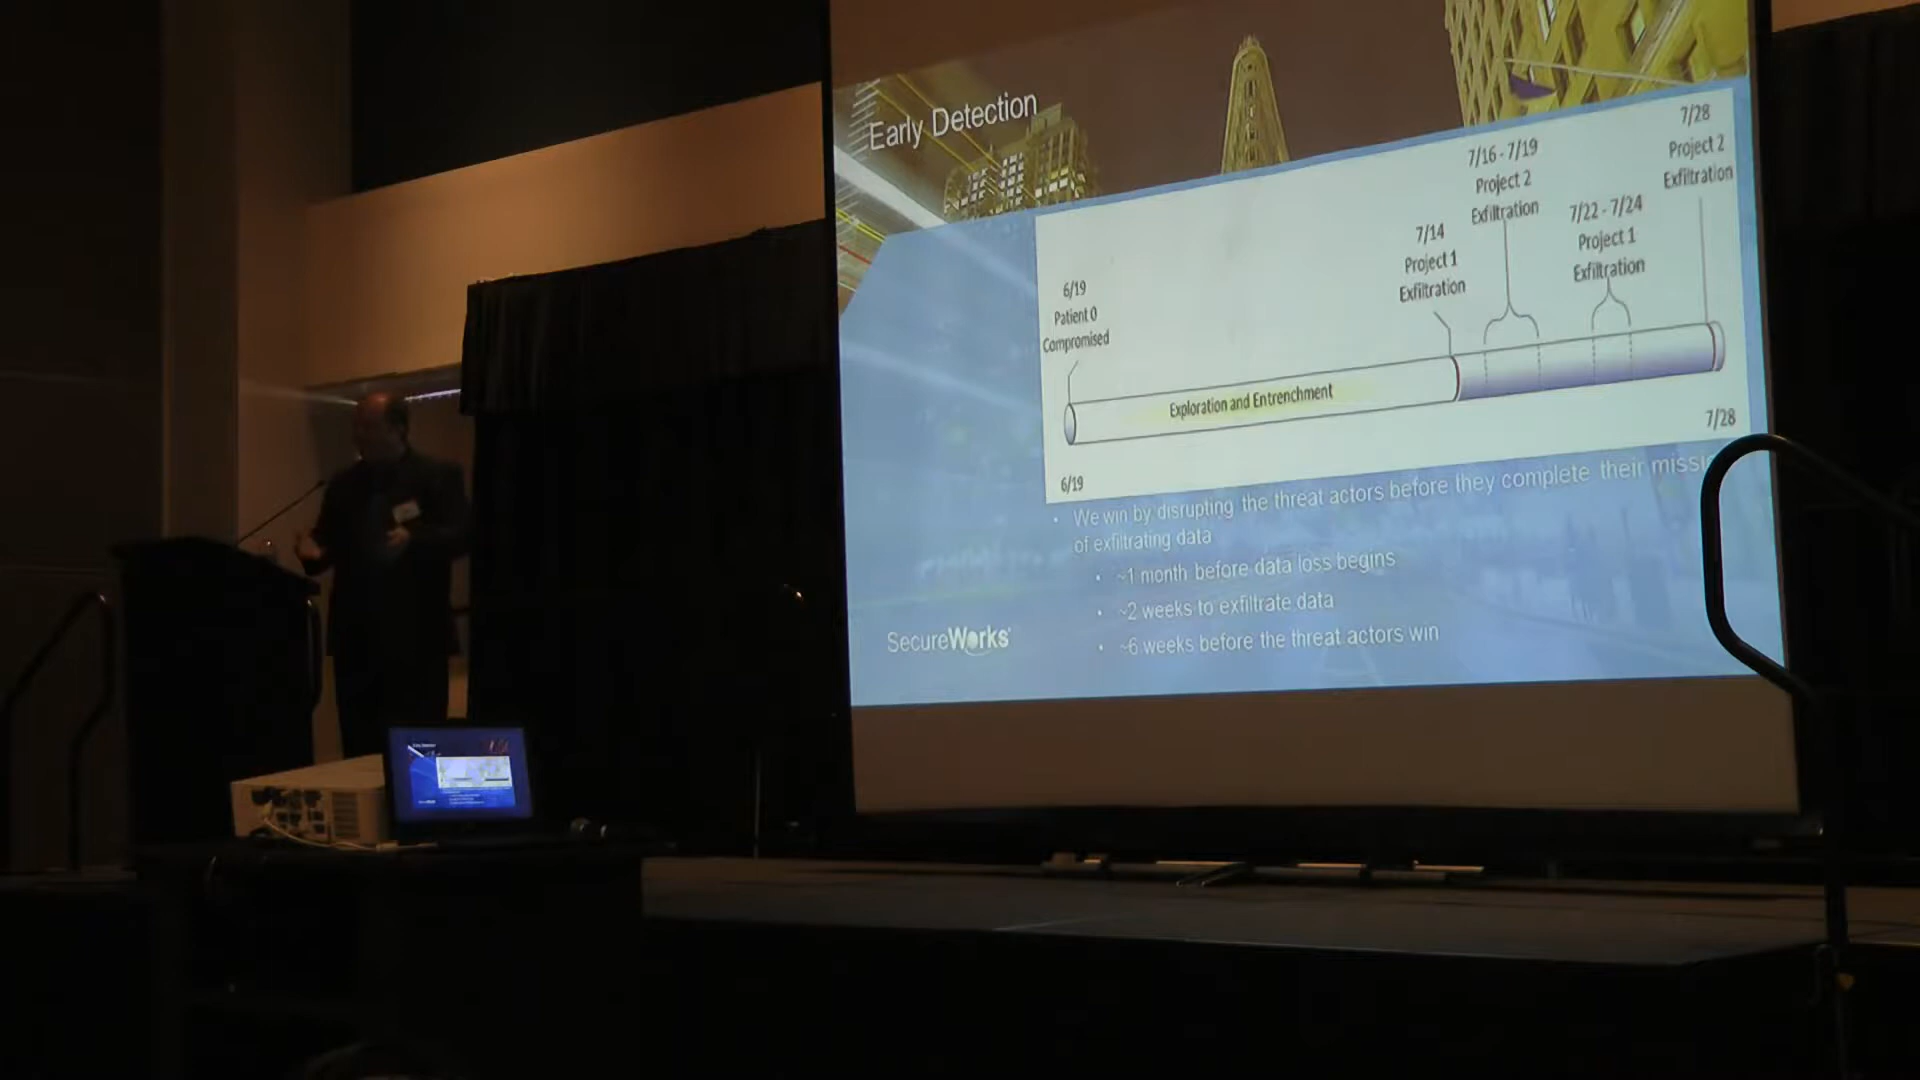 Early Detection
6/19
Patient 0
Compromised
7/14
Project 1
Exfiltration
7/16 - 7/19
Project 2
Exfiltration
7/22 - 7/24
Project 1
Exfiltration
7/28
Project 2
Exfiltration
Exploration and Entrenchment
6/19
7/28
• We win by disrupting the threat actors before they complete their missi
of exfiltrating data
• ~1 month before data loss begins
• ~2 weeks to exfiltrate data
• ~6 weeks before the threat actors win
SecureWorks